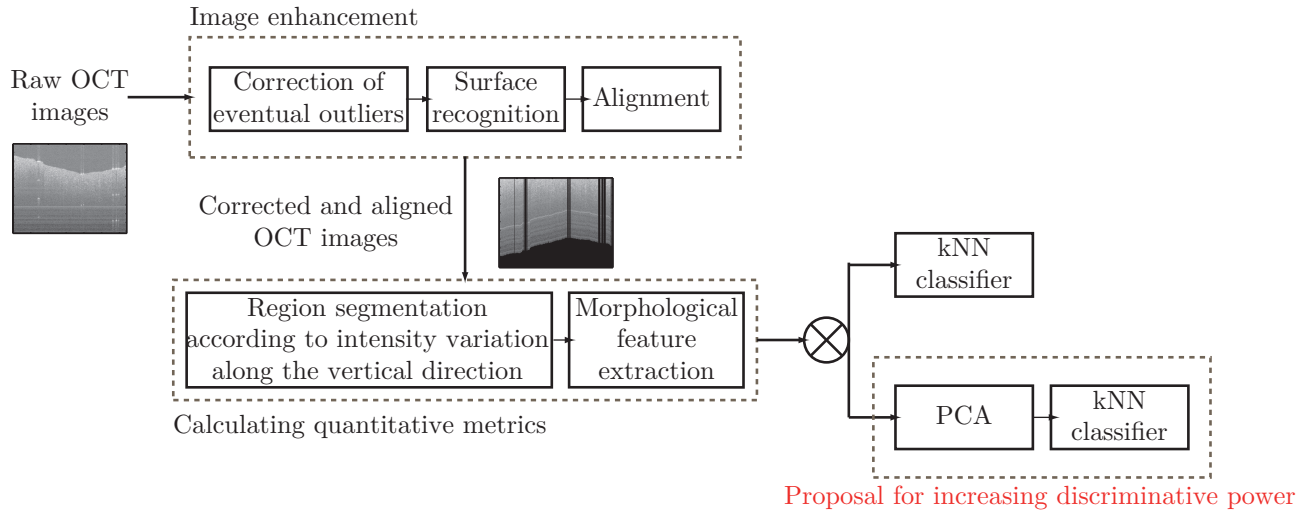 Image enhancement
Raw OCT
images
Correction of
eventual outliers
Surface
recognition
Alignment
Corrected and aligned
OCT images
Region segmentation
according to intensity variation
along the vertical direction
Morphological
feature
extraction
Calculating quantitative metrics
kNN
classifier
PCA
kNN
classifier
Proposal for increasing discriminative power